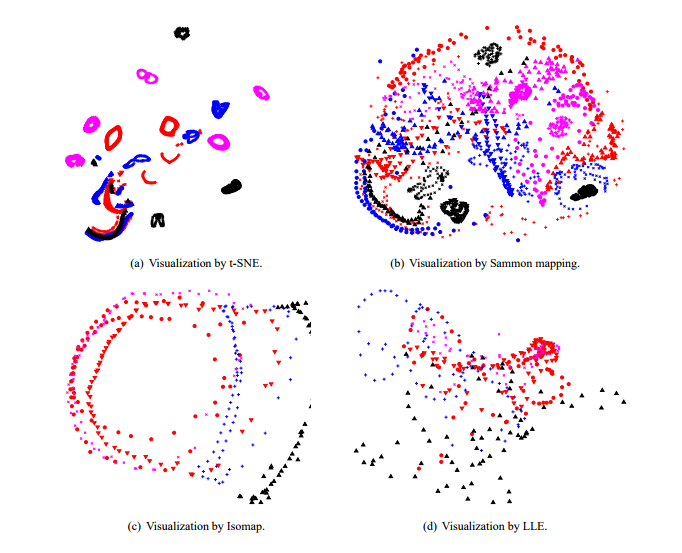 (a) Visualization by t-SNE.
(b) Visualization by Sammon mapping.
(c) Visualization by Isomap.
(d) Visualization by LLE.